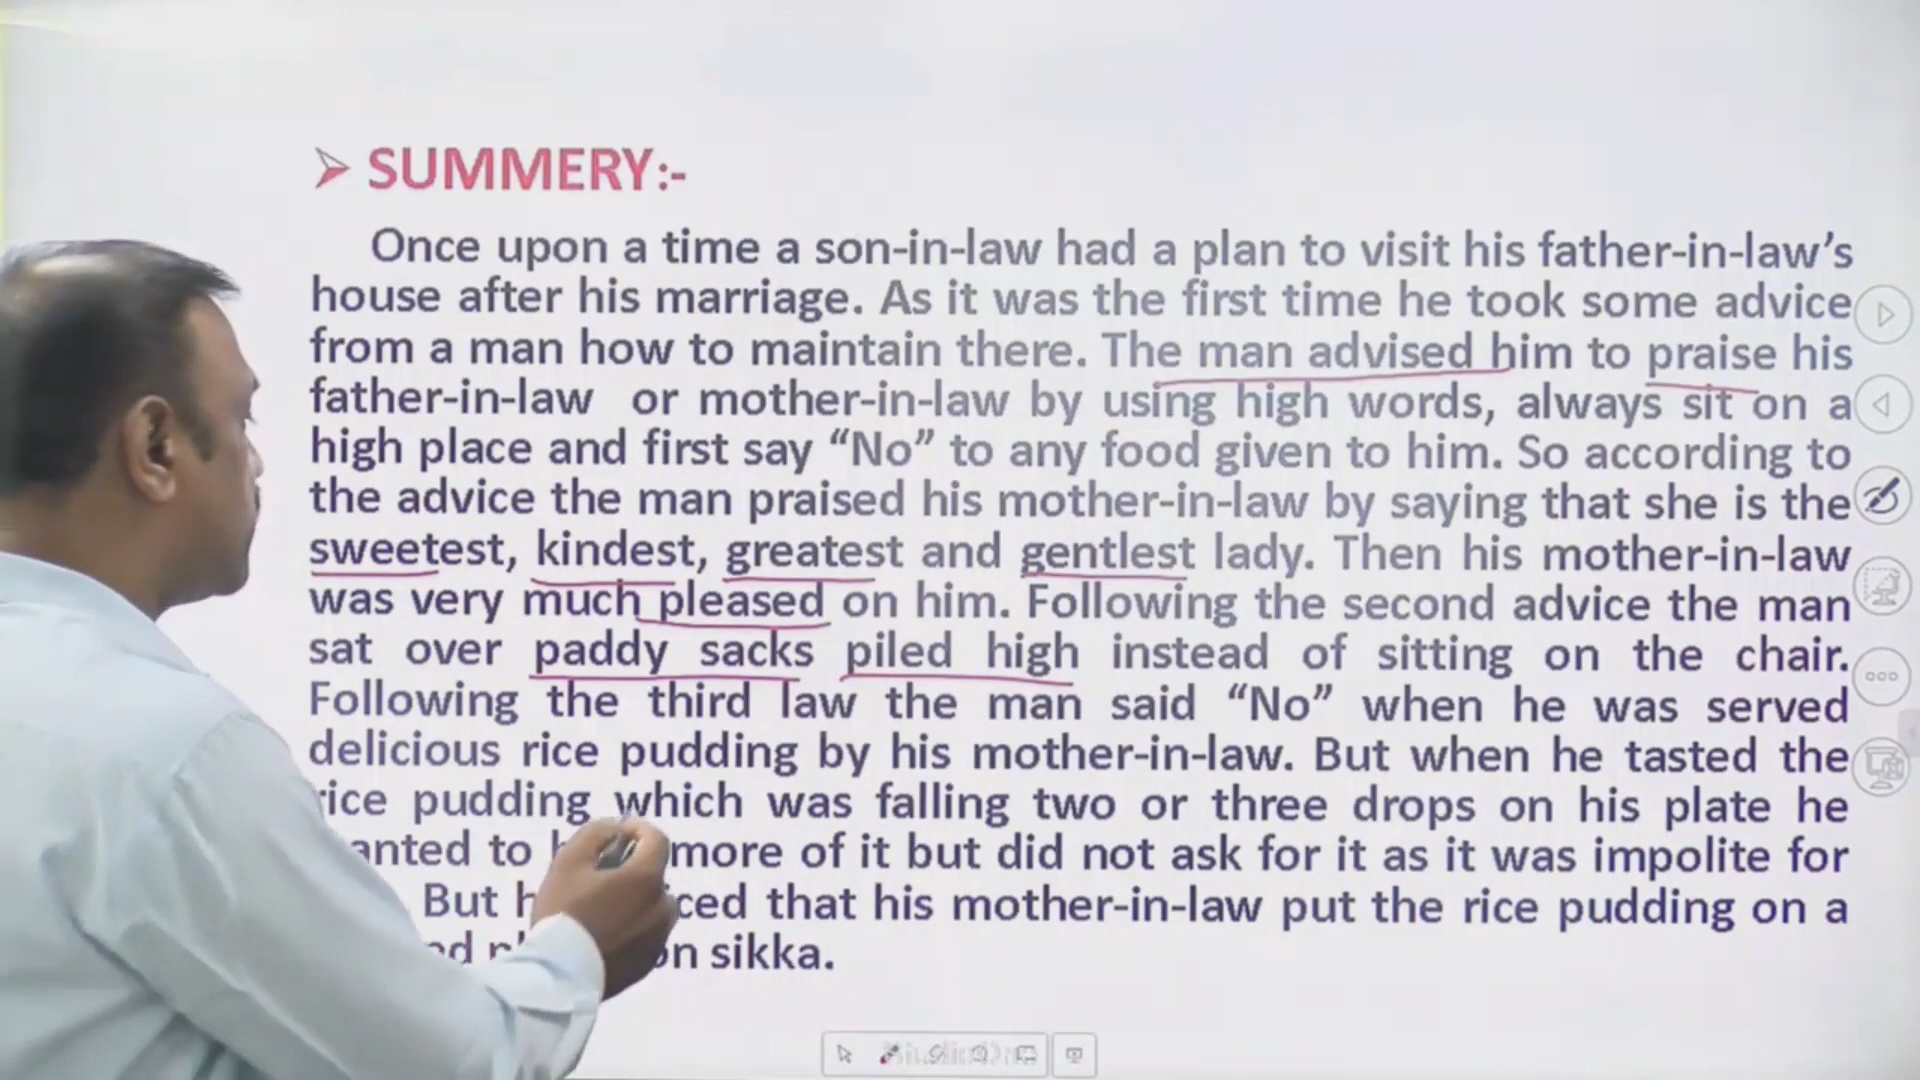 SUMMERY:-
Once upon a time a son-in-law had a plan to visit his father-in-law's
house after his marriage. As it was the first time he took some advice
from a man how to maintain there. The man advised him to praise his
father-in-law or mother-in-law by using high words, always sit on a
high place and first say “No” to any food given to him. So according to
the advice the man praised his mother-in-law by saying that she is the
sweetest, kindest, greatest and gentlest lady. Then his mother-in-law
was very much pleased on him. Following the second advice the man
sat over paddy sacks piled high instead of sitting on the chair.
Following the third law the man said “No” when he was served
delicious rice pudding by his mother-in-law. But when he tasted the
rice pudding which was falling two or three drops on his plate he
to more of it but did not ask for it as it was impolite for
But that his mother-in-law put the rice pudding on a
sikka.